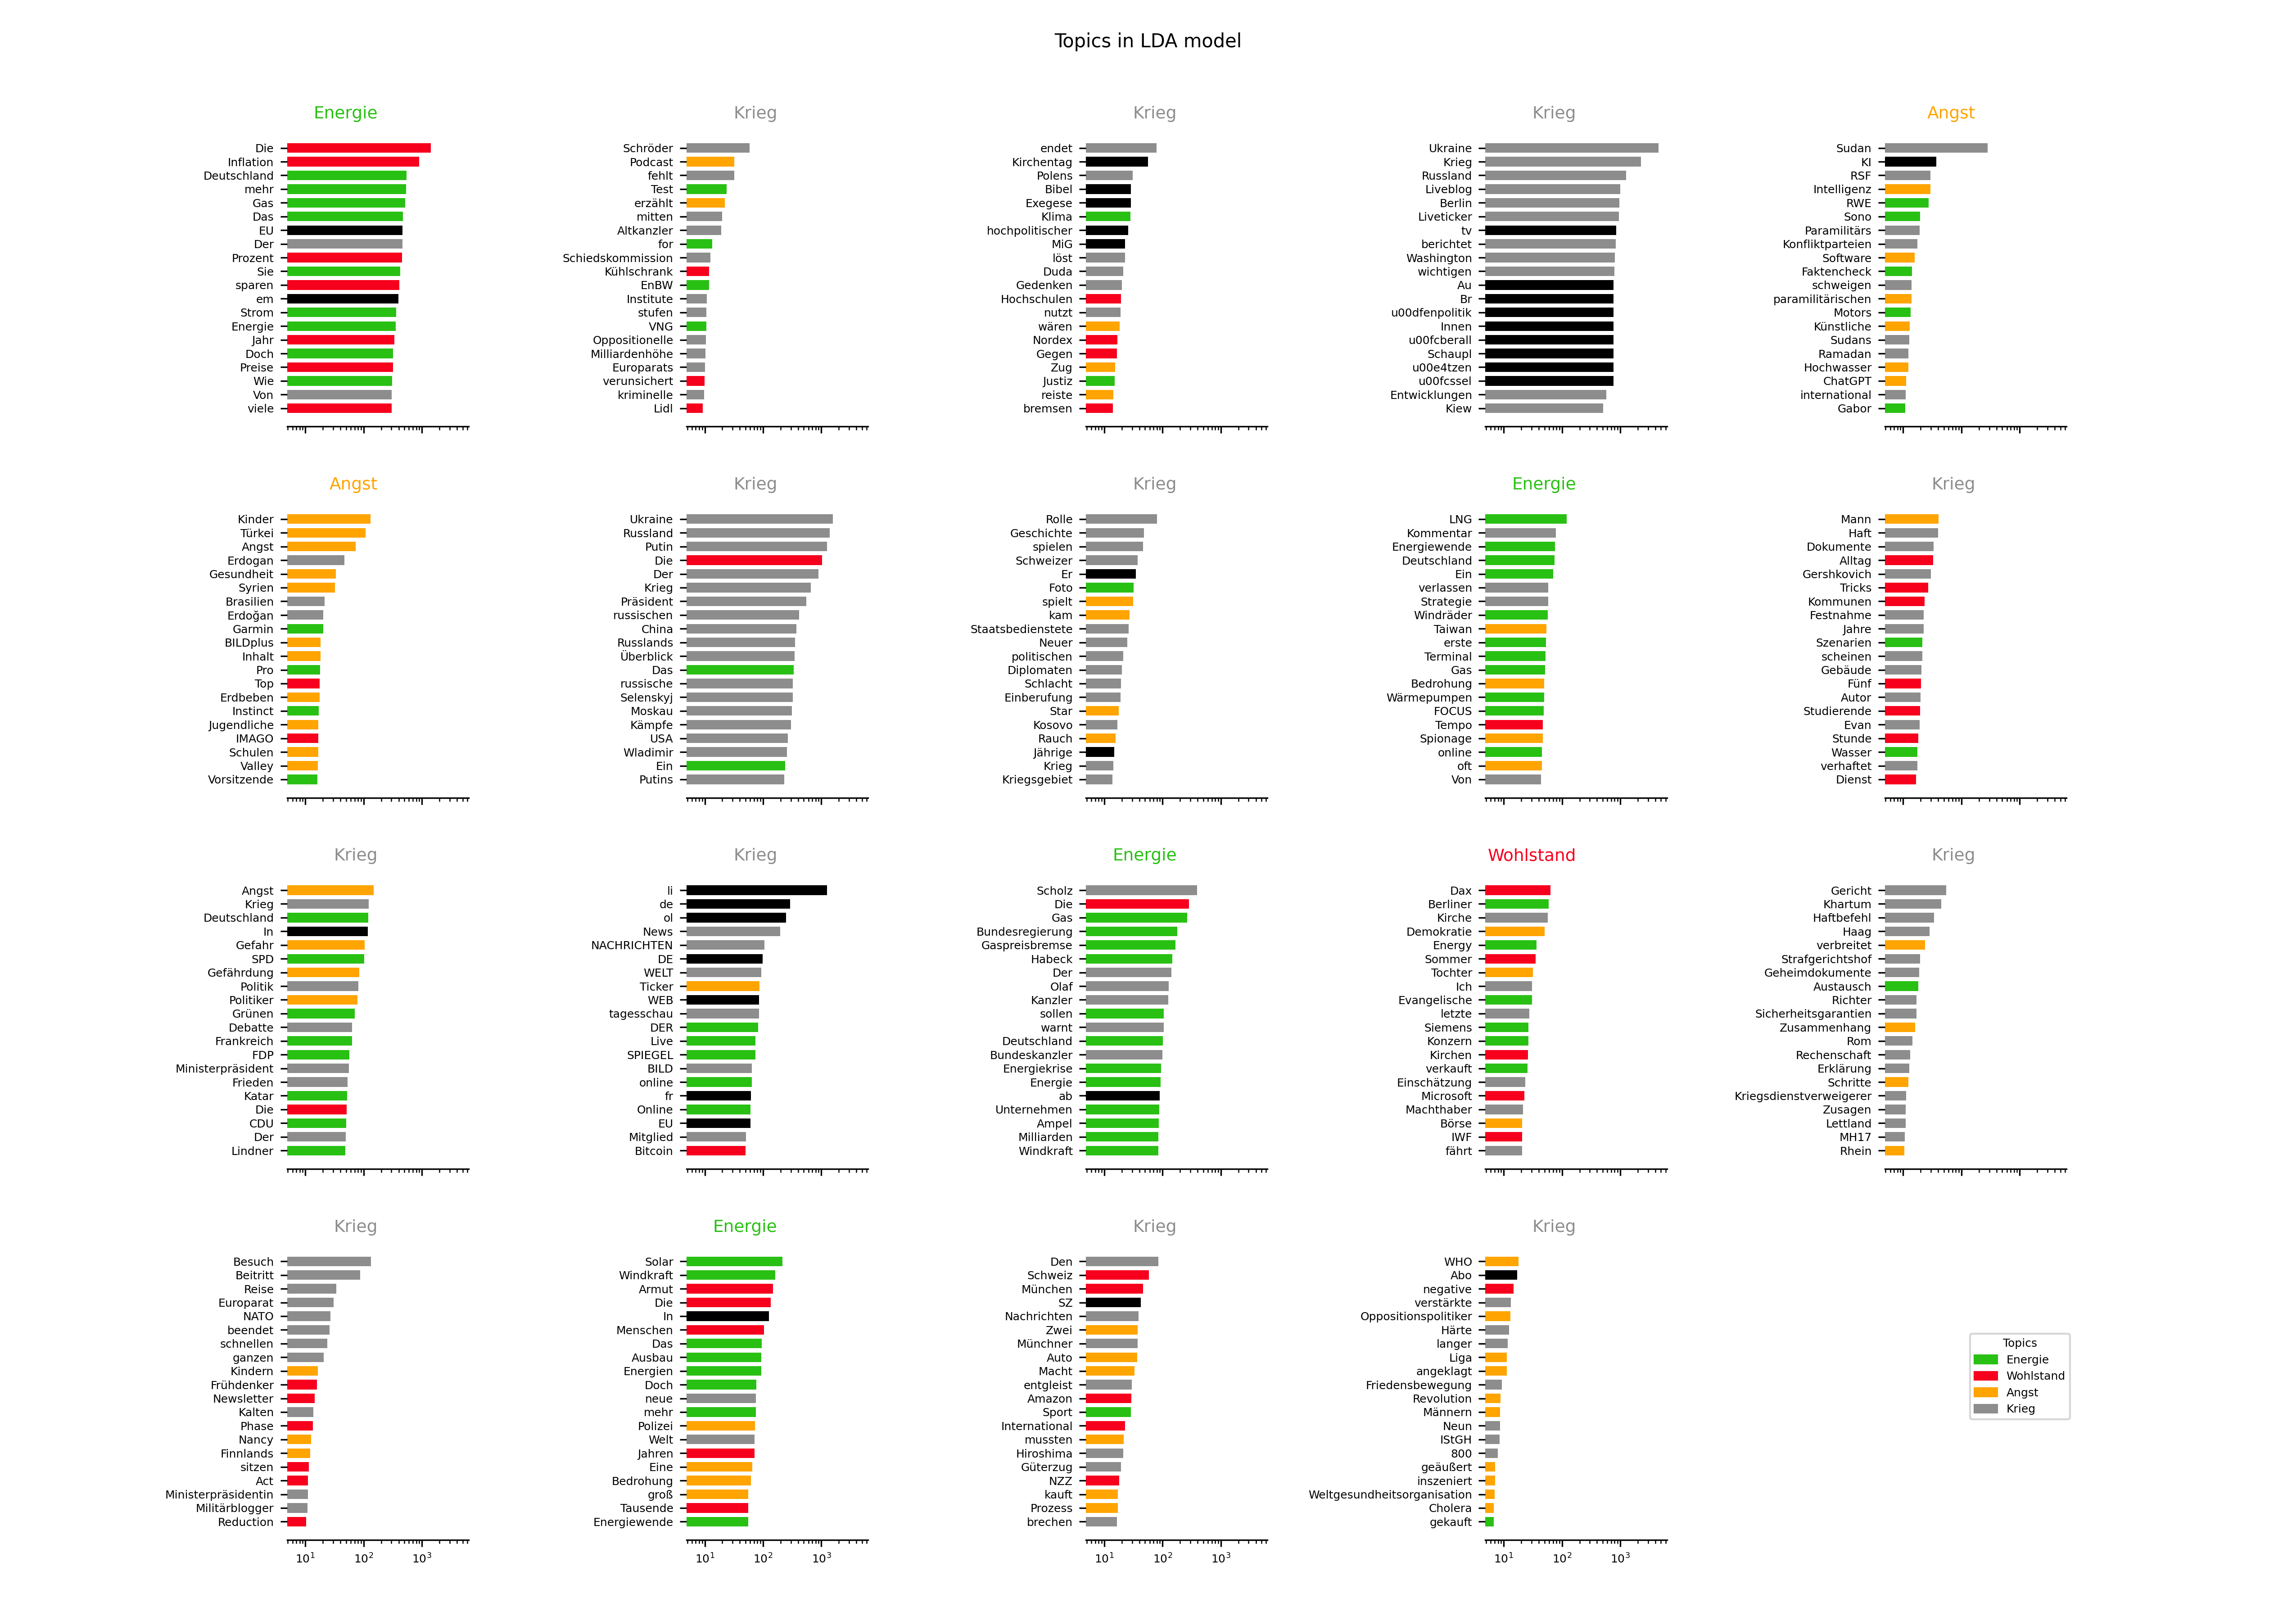 Topics in LDA model
Energie
Die
Inflation
Deutschland
mehr
Gas
Das
EU
Der
Prozent
Sie
sparen
em
Strom
Energie
Jahr
Doch
Preise
Wie
Von
viele
Krieg
Schröder
Podcast
fehlt
Test
erzählt
mitten
Altkanzler
for
Schiedskommission
Kühlschrank
EnBW
Institute
stufen
VNG
Oppositionelle
Milliardenhöhe
Europarats
verunsichert
kriminelle
Lidl
Krieg
endet
Kirchentag
Polens
Bibel
Exegese
Klima
hochpolitischer
MiG
löst
Duda
Gedenken
Hochschulen
nutzt
wären
Nordex
Gegen
Zug
Justiz
reiste
bremsen
Krieg
Ukraine
Krieg
Russland
Liveblog
Berlin
Liveticker
tv
berichtet
Washington
wichtigen
Au
Br
u00dfenpolitik
Innen
u00fcberall
Schaupl
u00e4tzen
u00fcssel
Entwicklungen
Kiew
Angst
Sudan
KI
RSF
Intelligenz
RWE
Sono
Paramilitärs
Konfliktparteien
Software
Faktencheck
schweigen
paramilitärischen
Motors
Künstliche
Sudans
Ramadan
Hochwasser
ChatGPT
international
Gabor
Angst
Kinder
Türkei
Angst
Erdogan
Gesundheit
Syrien
Brasilien
Erdoğan
Garmin
BILDplus
Inhalt
Pro
Top
Erdbeben
Instinct
Jugendliche
IMAGO
Schulen
Valley
Vorsitzende
Krieg
Ukraine
Russland
Putin
Die
Der
Krieg
Präsident
russischen
China
Russlands
Überblick
Das
russische
Selenskyj
Moskau
Kämpfe
USA
Wladimir
Ein
Putins
Krieg
Rolle
Geschichte
spielen
Schweizer
Er
Foto
spielt
kam
Staatsbedienstete
Neuer
politischen
Diplomaten
Schlacht
Einberufung
Star
Kosovo
Rauch
Jährige
Krieg
Kriegsgebiet
Energie
LNG
Kommentar
Energiewende
Deutschland
Ein
verlassen
Strategie
Windräder
Taiwan
erste
Terminal
Gas
Bedrohung
Wärmepumpen
FOCUS
Tempo
Spionage
online
oft
Von
Krieg
Mann
Haft
Dokumente
Alltag
Gershkovich
Tricks
Kommunen
Festnahme
Jahre
Szenarien
scheinen
Gebäude
Fünf
Autor
Studierende
Evan
Stunde
Wasser
verhaftet
Dienst
Krieg
Angst
Krieg
Deutschland
In
Gefahr
SPD
Gefährdung
Politik
Politiker
Grünen
Debatte
Frankreich
FDP
Ministerpräsident
Frieden
Katar
Die
CDU
Der
Lindner
Krieg
li
de
ol
News
NACHRICHTEN
DE
WELT
Ticker
WEB
tagesschau
DER
Live
SPIEGEL
BILD
online
fr
Online
EU
Mitglied
Bitcoin
Energie
Scholz
Die
Gas
Bundesregierung
Gaspreisbremse
Habeck
Der
Olaf
Kanzler
sollen
warnt
Deutschland
Bundeskanzler
Energiekrise
Energie
ab
Unternehmen
Ampel
Milliarden
Windkraft
Wohlstand
Dax
Berliner
Kirche
Demokratie
Energy
Sommer
Tochter
Ich
Evangelische
letzte
Siemens
Konzern
Kirchen
verkauft
Einschätzung
Microsoft
Machthaber
Börse
IWF
fährt
Krieg
Gericht
Khartum
Haftbefehl
Haag
verbreitet
Strafgerichtshof
Geheimdokumente
Austausch
Richter
Sicherheitsgarantien
Zusammenhang
Rom
Rechenschaft
Erklärung
Schritte
Kriegsdienstverweigerer
Zusagen
Lettland
MH17
Rhein
Krieg
Besuch
Beitritt
Reise
Europarat
NATO
beendet
schnellen
ganzen
Kindern
Frühdenker
Newsletter
Kalten
Phase
Nancy
Finnlands
sitzen
Act
Ministerpräsidentin
Militärblogger
Reduction
10¹ 10² 10³
Energie
Solar
Windkraft
Armut
Die
In
Menschen
Das
Ausbau
Energien
Doch
neue
mehr
Polizei
Welt
Jahren
Eine
Bedrohung
groß
Tausende
Energiewende
10¹ 10² 10³
Krieg
Den
Schweiz
München
SZ
Nachrichten
Zwei
Münchner
Auto
Macht
entgleist
Amazon
Sport
International
mussten
Hiroshima
Güterzug
NZZ
kauft
Prozess
brechen
10¹ 10² 10³
Krieg
WHO
Abo
negative
verstärkte
Oppositionspolitiker
Härte
langer
Liga
angeklagt
Friedensbewegung
Revolution
Männern
Neun
IStGH
800
geäußert
inszeniert
Weltgesundheitsorganisation
Cholera
gekauft
10¹ 10² 10³
Topics
Energie
Wohlstand
Angst
Krieg